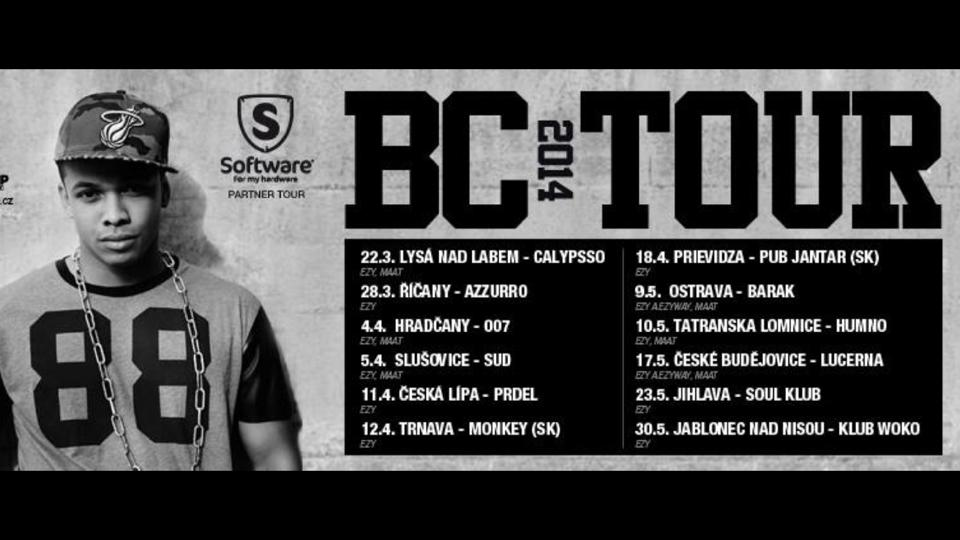 P
.CZ
S
Software
For my hardware
PARTNER TOUR
88
BC 2014 TOUR
22.3. LYSÁ NAD LABEM - CALYPSSO
EZY, MAAT
28.3. ŘÍČANY - AZZURRO
EZY
4.4. HRADČANY - 007
EZY, MAAT
5.4. SLUŠOVICE - SUD
EZY, MAAT
11.4. ČESKÁ LÍPA - PRDEL
EZY
12.4. TRNAVA - MONKEY (SK)
EZY
18.4. PRIEVIDZA - PUB JANTAR (SK)
EZY
9.5. OSTRAVA - BARAK
EZY A.EZYWAY, MAAT
10.5. TATRANSKA LOMNICE - HUMNO
EZY, MAAT
17.5. ČESKÉ BUDĚJOVICE - LUCERNA
EZY A.EZYWAY, MAAT
23.5. JIHLAVA - SOUL KLUB
EZY
30.5. JABLONEC NAD NISOU - KLUB WOKO
EZY